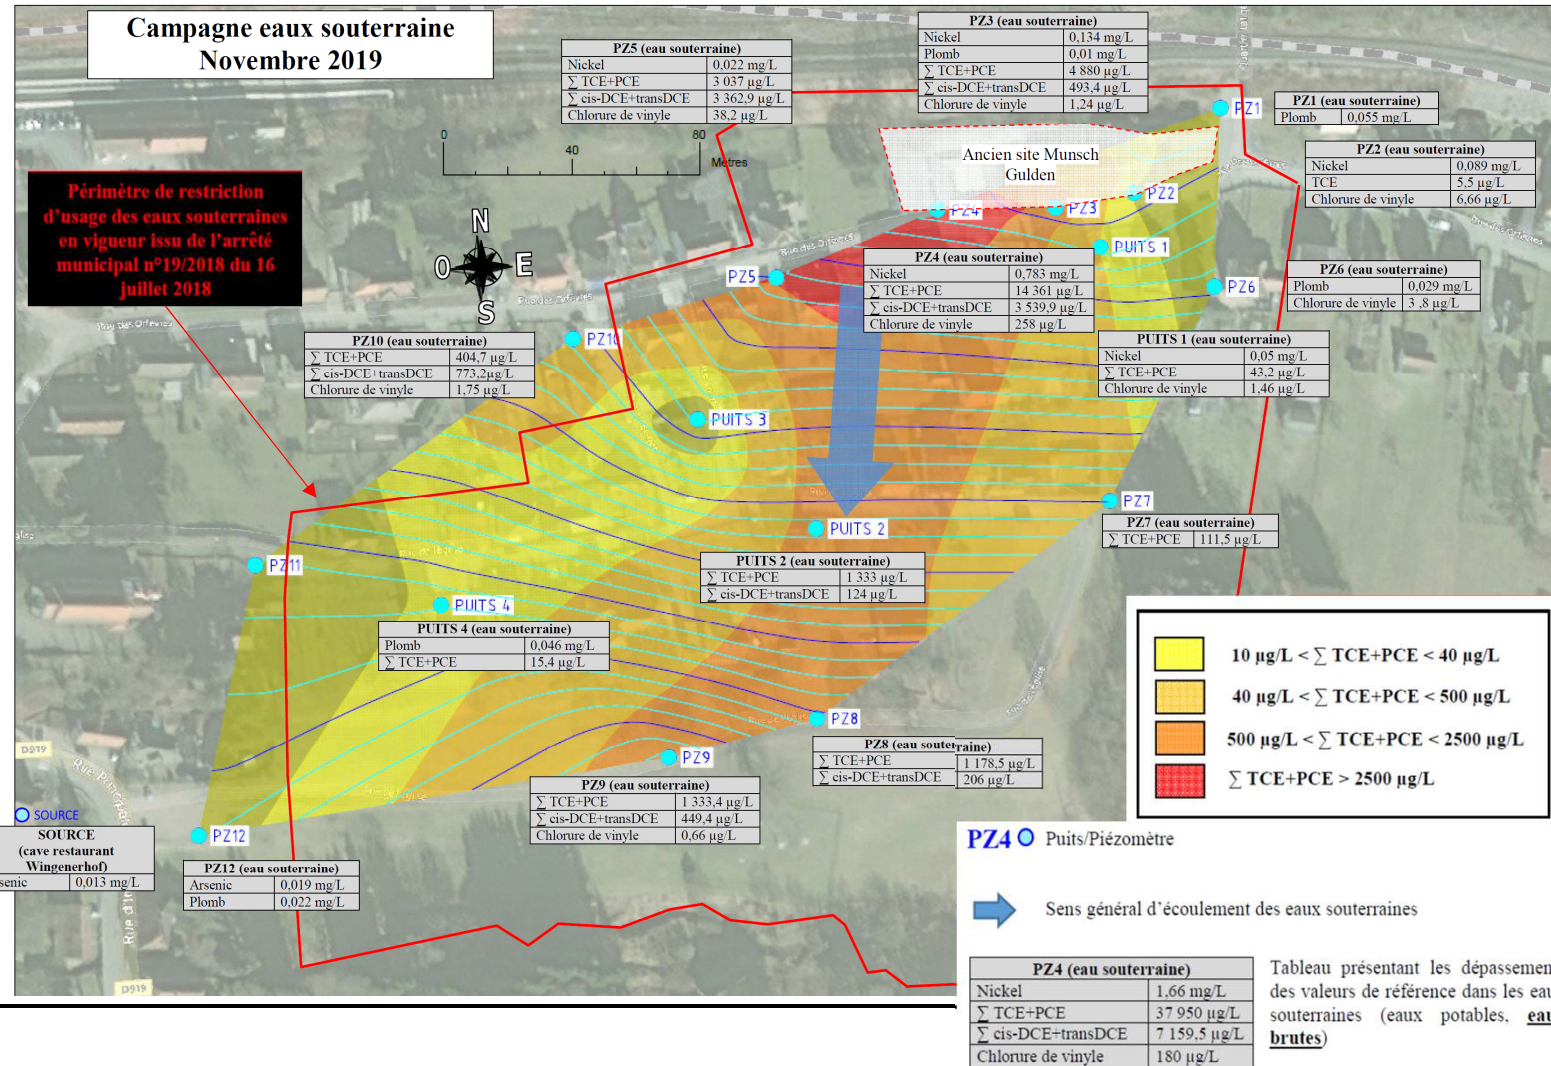 Campagne eaux souterraine
Novembre 2019
PZ5 (eau souterraine)
Nickel 0,022 mg/L
∑ TCE+PCE 3 037 µg/L
∑ cis-DCE+transDCE 3 362,9 µg/L
Chlorure de vinyle 38,2 µg/L
PZ3 (eau souterraine)
Nickel 0,134 mg/L
Plomb 0,01 mg/L
∑ TCE+PCE 4 880 µg/L
∑ cis-DCE+transDCE 493,4 µg/L
Chlorure de vinyle 1,24 µg/L
PZ1
PZ1 (eau souterraine)
Plomb 0,055 mg/L
0 40 80
Mètres
Ancien site Munsch
Gulden
PZ2 (eau souterraine)
Nickel 0,089 mg/L
TCE 5,5 µg/L
Chlorure de vinyle 6,66 µg/L
Périmètre de restriction
d'usage des eaux souterraines
en vigueur issu de l'arrêté
municipal n°19/2018 du 16
juillet 2018
N
O E
S
PZ4
PZ3
PZ2
PUITS 1
Rue des Orfèvres
Rue des Orfèvres
Rue des Orfèvres
PZ5
PZ4 (eau souterraine)
Nickel 0,783 mg/L
∑ TCE+PCE 14 361 µg/L
∑ cis-DCE+transDCE 3 539,9 µg/L
Chlorure de vinyle 258 µg/L
PZ6
PZ6 (eau souterraine)
Plomb 0,029 mg/L
Chlorure de vinyle 3 ,8 µg/L
PZ10
PZ10 (eau souterraine)
∑ TCE+PCE 404,7 µg/L
∑ cis-DCE+transDCE 773,2µg/L
Chlorure de vinyle 1,75 µg/L
PUITS 1 (eau souterraine)
Nickel 0,05 mg/L
∑ TCE+PCE 43,2 µg/L
Chlorure de vinyle 1,46 µg/L
PUITS 3
PZ7
PZ7 (eau souterraine)
∑ TCE+PCE 111,5 µg/L
PUITS 2
PUITS 2 (eau souterraine)
∑ TCE+PCE 1 333 µg/L
∑ cis-DCE+transDCE 124 µg/L
PZ11
PUITS 4
PUITS 4 (eau souterraine)
Plomb 0,046 mg/L
∑ TCE+PCE 15,4 µg/L
10 µg/L < ∑ TCE+PCE < 40 µg/L
40 µg/L < ∑ TCE+PCE < 500 µg/L
500 µg/L < ∑ TCE+PCE < 2500 µg/L
∑ TCE+PCE > 2500 µg/L
PZ8
PZ8 (eau souterraine)
∑ TCE+PCE 1 178,5 µg/L
∑ cis-DCE+transDCE 206 µg/L
PZ9
PZ9 (eau souterraine)
∑ TCE+PCE 1 333,4 µg/L
∑ cis-DCE+transDCE 449,4 µg/L
Chlorure de vinyle 0,66 µg/L
D919
SOURCE
SOURCE
(cave restaurant
Wingenerhof)
senic 0,013 mg/L
PZ12
PZ12 (eau souterraine)
Arsenic 0,019 mg/L
Plomb 0,022 mg/L
D919
PZ4 Puits/Piézomètre
Sens général d'écoulement des eaux souterraines
PZ4 (eau souterraine)
Nickel 1,66 mg/L
∑ TCE+PCE 37 950 µg/L
∑ cis-DCE+transDCE 7 159,5 µg/L
Chlorure de vinyle 180 µg/L
Tableau présentant les dépassemen
des valeurs de référence dans les eau
souterraines (eaux potables, eau
brutes)